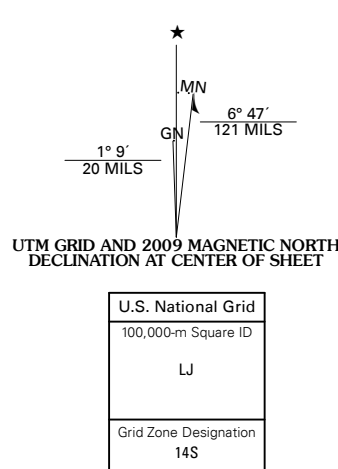 ★
MN
6° 47´
121 MILS
GN
1° 9´
20 MILS
UTM GRID AND 2009 MAGNETIC NORTH
DECLINATION AT CENTER OF SHEET
U.S. National Grid
100,000-m Square ID
LJ
Grid Zone Designation
14S